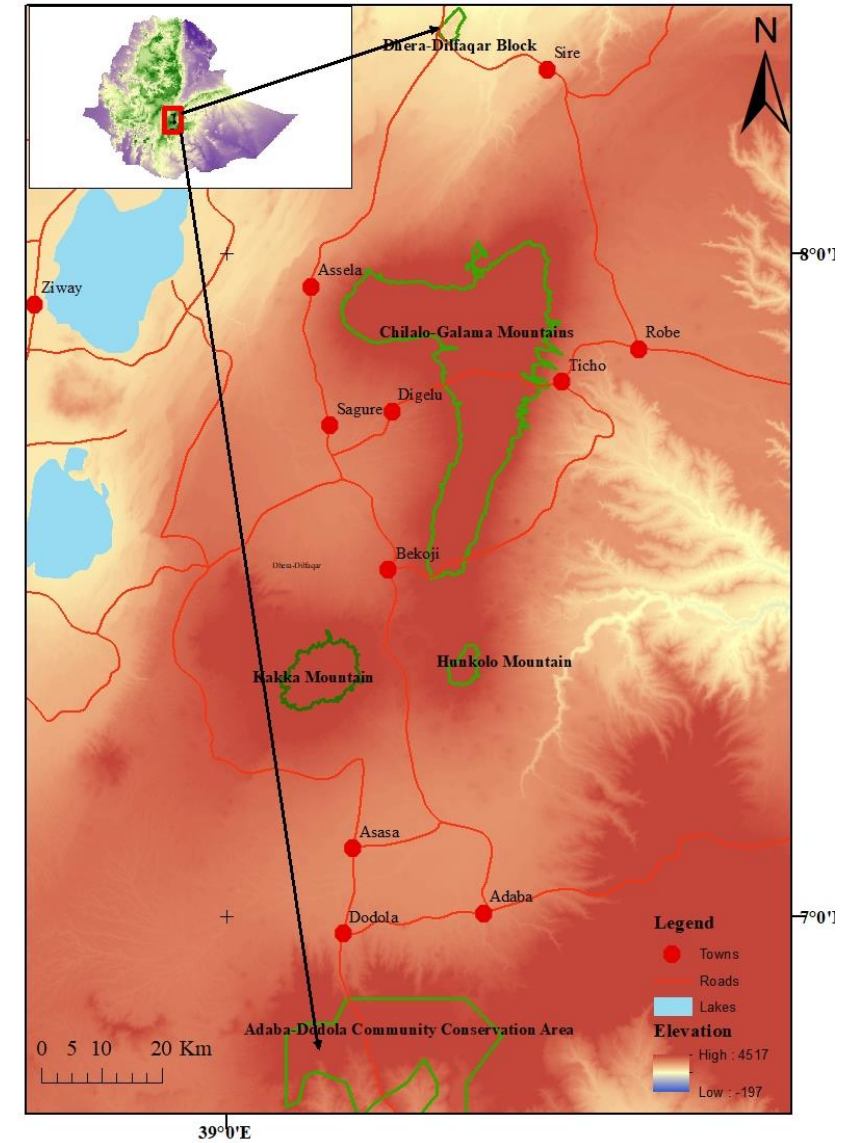 Dhera-Dilfaqar Block
N
Sire
8°0'
Assela
Ziway
Chilalo-Galama Mountains
Robe
Ticho
Digelu
Sagure
Bekoji
Dhera-Dilfaqar
Hunkolo Mountain
Kakka Mountain
Asasa
Adaba
Dodola
7°0'
Legend
Towns
Roads
Lakes
Adaba-Dodola Community Conservation Area
Elevation
0 5 10 20 Km
High : 4517
Low : -197
39°0'E